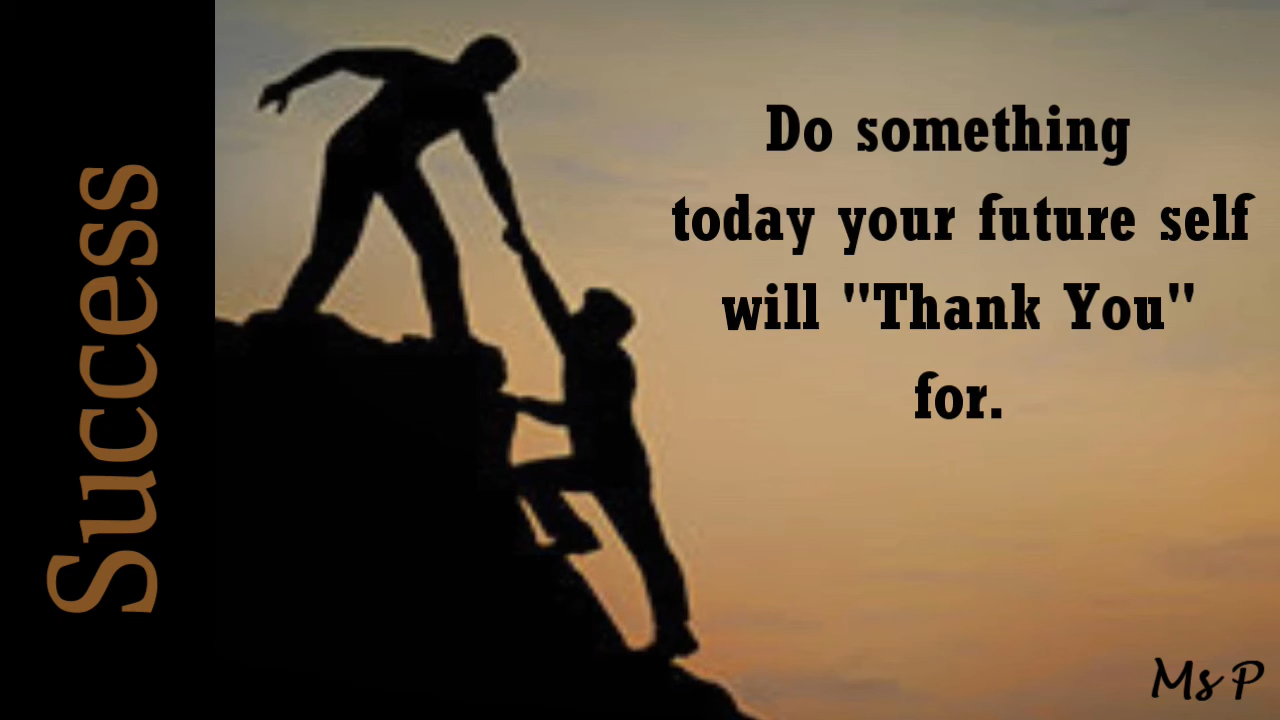 Success
Do something
today your future self
will "Thank You"
for.
Ms P